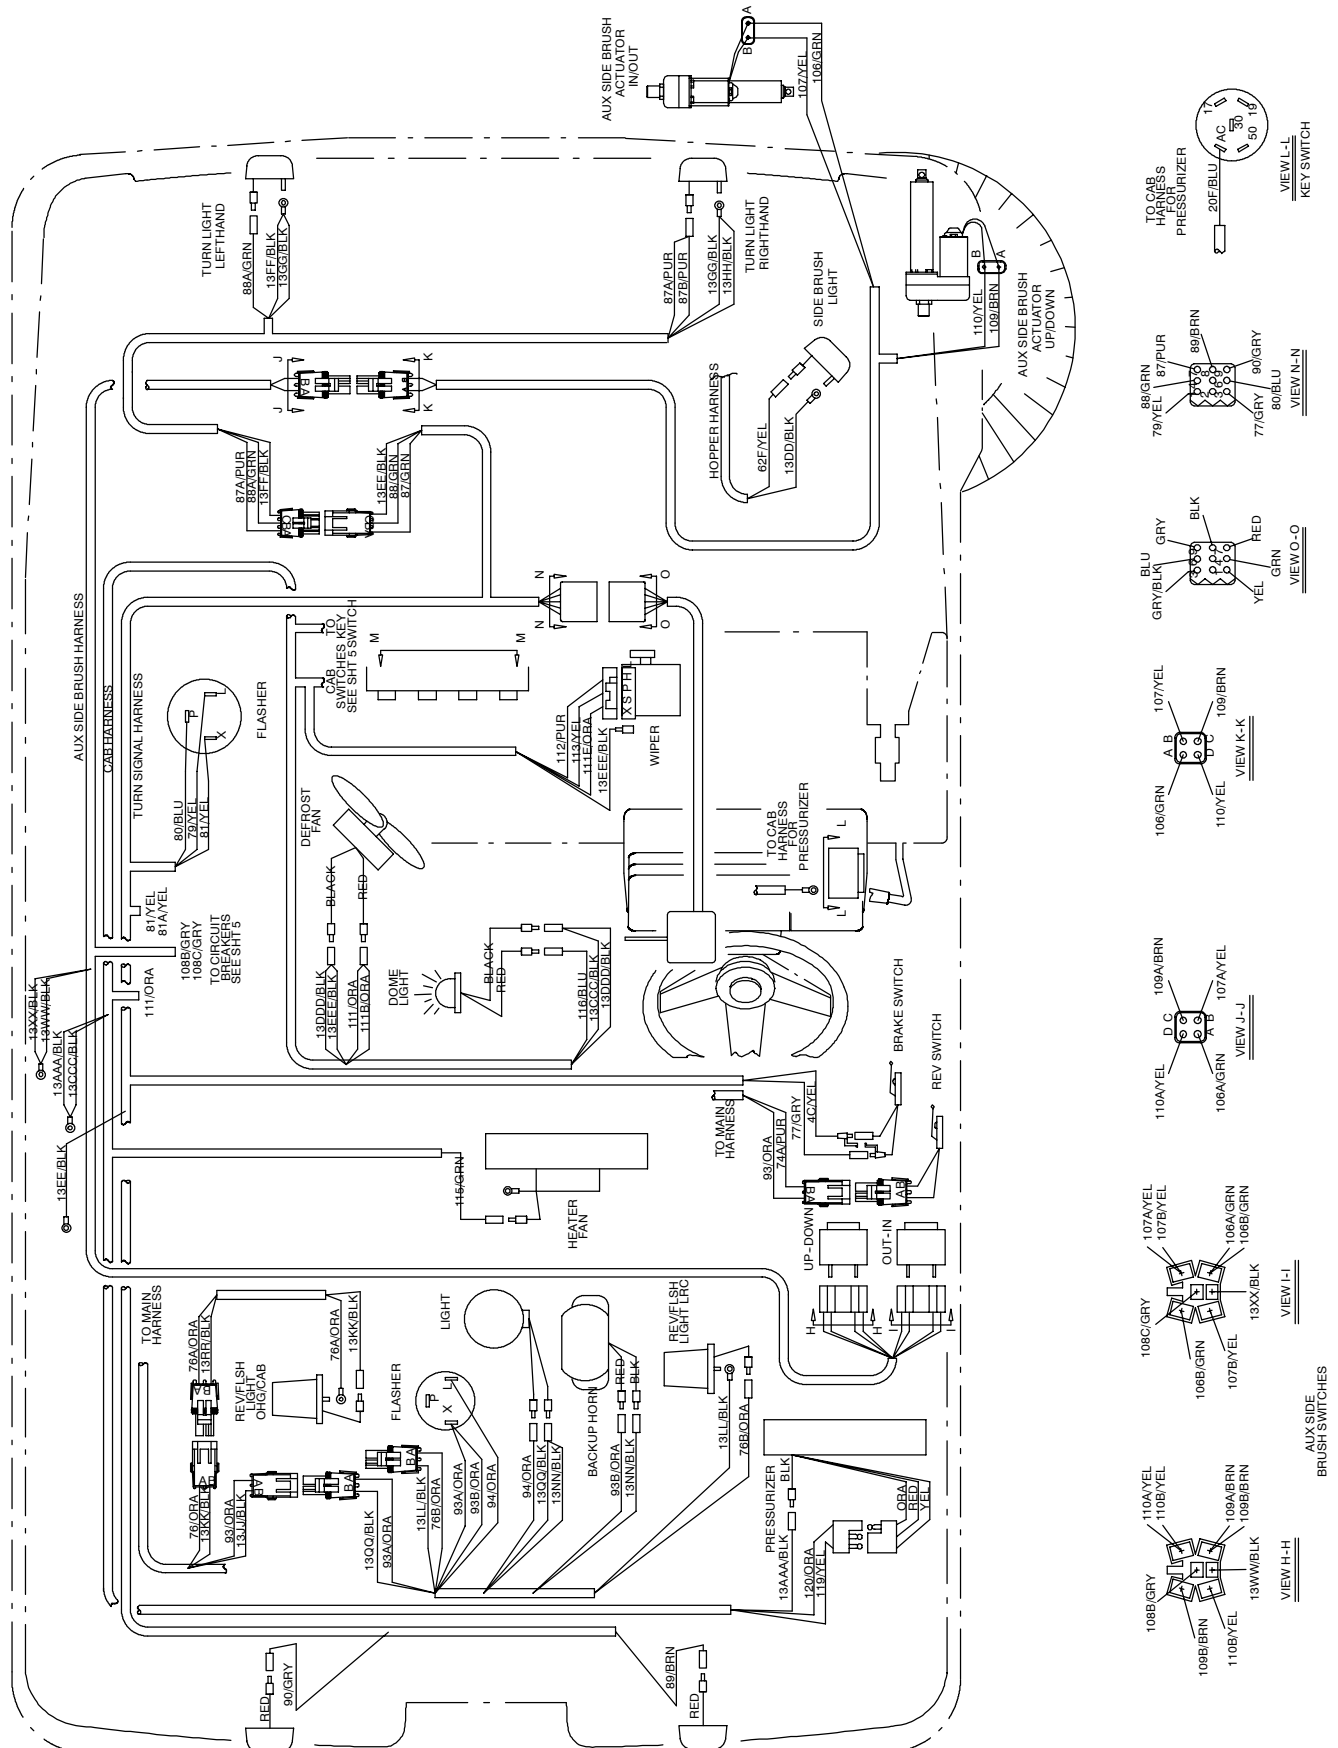 AUX SIDE BRUSH
ACTUATOR
IN/OUT
A
B
107/YEL
106/GRN
TURN LIGHT
LEFTHAND
88A/GRN
13FF/BLK
13GG/BLK
87A/PUR
87B/PUR
13GG/BLK
13HH/BLK
TURN LIGHT
RIGHTHAND
SIDE BRUSH
LIGHT
HOPPER HARNESS
62F/YEL
13DD/BLK
110/YEL
109/BRN
B
A
AUX SIDE BRUSH
ACTUATOR
UP/DOWN
J
J
K
K
BA
87A/PUR
88A/GRN
13FF/BLK
13EE/BLK
88/GRN
87/GRN
CBA
AUX SIDE BRUSH HARNESS
CAB HARNESS
TURN SIGNAL HARNESS
P
L
X
FLASHER
80/BLU
79/YEL
81/YEL
TO
KEY
SWITCH
CAB
SWITCHES
SEE SHT 5
M
M
N
N
O
O
112/PUR
113/YEL
111E/ORA
13EEE/BLK
X S P H L
WIPER
DEFROST
FAN
BLACK
RED
13DDD/BLK
13EEE/BLK
111/ORA
111B/ORA
81/YEL
81A/YEL
108B/GRY
108C/GRY
TO CIRCUIT
BREAKERS
SEE SHT 5
111/ORA
13XX/BLK
13WW/BLK
13AAA/BLK
13CCC/BLK
13EE/BLK
DOME
LIGHT
BLACK
RED
116/BLU
13CCC/BLK
13DDD/BLK
TO CAB
HARNESS
FOR
PRESSURIZER
L
L
BRAKE SWITCH
REV SWITCH
TO MAIN
HARNESS
93/ORA
74A/PUR
77/GRY
4C/YEL
BA
AB
115/GRN
HEATER
FAN
UP-DOWN
OUT-IN
H
H
I
I
TO MAIN
HARNESS
76A/ORA
13RR/BLK
REV/FLSH
LIGHT
OHG/CAB
76A/ORA
13KK/BLK
LIGHT
FLASHER
P
L
X
BACKUP HORN
RED
BLK
REV/FLSH
LIGHT LRC
76/ORA
13KK/BLK
93/ORA
13JJ/BLK
AB
BA
13QQ/BLK
93A/ORA
13LL/BLK
76B/ORA
93A/ORA
93B/ORA
94/ORA
94/ORA
13QQ/BLK
13NN/BLK
93B/ORA
13NN/BLK
13LL/BLK
76B/ORA
PRESSURIZER
BLK
13AAA/BLK
120/ORA
119/YEL
ORA
RED
YEL
RED
90/GRY
89/BRN
RED
TO CAB
HARNESS
FOR
PRESSURIZER
20F/BLU
AC
17
30
50
19
VIEW L-L
KEY SWITCH
79/YEL
88/GRN
87/PUR
89/BRN
77/GRY
80/BLU
90/GRY
VIEW N-N
GRY/BLK
BLU
GRY
BLK
YEL
GRN
RED
VIEW O-O
106/GRN
107/YEL
A B
D C
110/YEL
109/BRN
VIEW K-K
110A/YEL
109A/BRN
D C
A B
106A/GRN
107A/YEL
VIEW J-J
108C/GRY
107A/YEL
107B/YEL
106B/GRN
106A/GRN
106B/GRN
107B/YEL
13XX/BLK
VIEW I-I
AUX SIDE
BRUSH SWITCHES
108B/GRY
110A/YEL
110B/YEL
109B/BRN
109A/BRN
109B/BRN
110B/YEL
13WW/BLK
VIEW H-H